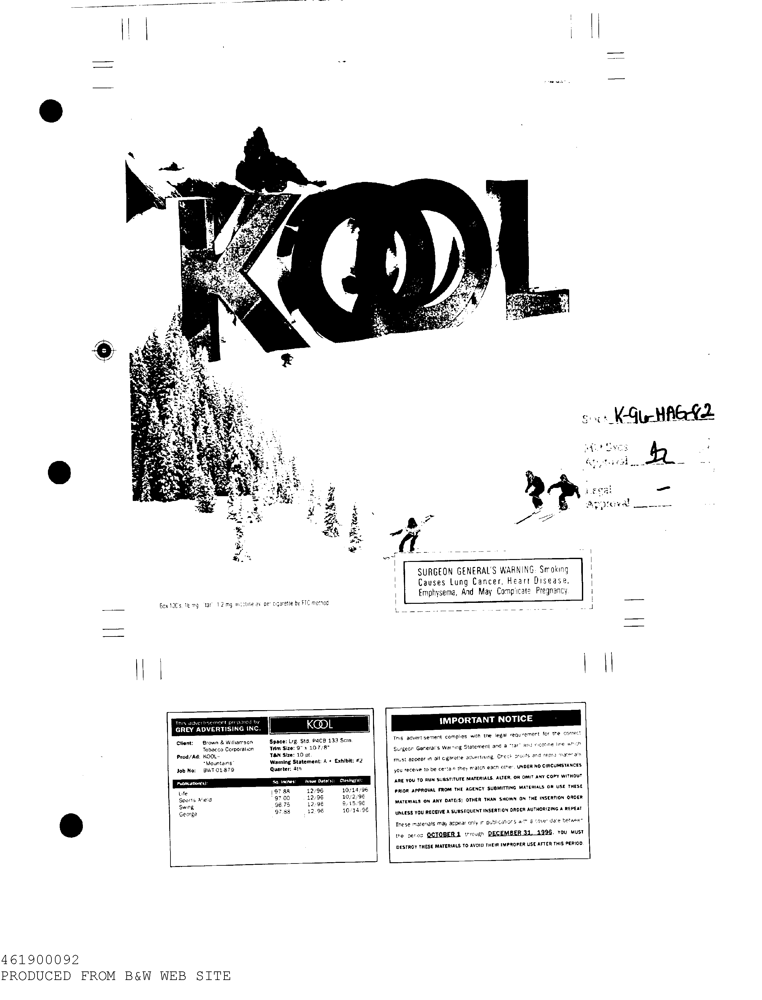 KOOL
K-96-MAG-82
Approval
Legal
Approval
SURGEON GENERAL'S WARNING: Smoking
Causes Lung Cancer, Heart Disease,
Emphysema, And May Complicate Pregnancy.
Box 100's, 16 mg. "tar", 1.2 mg. nicotine av. per cigarette by FTC method.
This advertisement prepared by
GREY ADVERTISING INC.
KOOL
Client: Brown & Williamson
Tobacco Corporation
Prod/Ad: KOOL-
"Mountains"
Job No: BWT-01-879
Space: Lrg. Std. P4CB 133 Scrn
Trim Size: 9" x 10 7/8"
T&N Size: 10 pt.
Warning Statement: A • Exhibit: #2
Quarter: 4th
Publication(s): Sq. Inches: Issue Date(s): Closing(s):
Life 97.88 12/96 10/14/96
Sports Afield 97.00 12/96 10/2/96
Swing 96.75 12/96 9/15/96
George 97.88 12/96 10/14/96
IMPORTANT NOTICE
This advertisement complies with the legal requirement for the correct
Surgeon General's Warning Statement and a "tar" and nicotine line which
must appear in all cigarette advertising. Check proofs and repro materials
you receive to be certain they match each other. UNDER NO CIRCUMSTANCES
ARE YOU TO RUN SUBSTITUTE MATERIALS, ALTER, OR OMIT ANY COPY WITHOUT
PRIOR APPROVAL FROM THE AGENCY SUBMITTING MATERIALS OR USE THESE
MATERIALS ON ANY DATE(S) OTHER THAN SHOWN ON THE INSERTION ORDER
UNLESS YOU RECEIVE A SUBSEQUENT INSERTION ORDER AUTHORIZING A REPEAT.
These materials may appear only in publications with a cover date between
the period OCTOBER 1 through DECEMBER 31, 1996. YOU MUST
DESTROY THESE MATERIALS TO AVOID THEIR IMPROPER USE AFTER THIS PERIOD.
461900092
PRODUCED FROM B&W WEB SITE